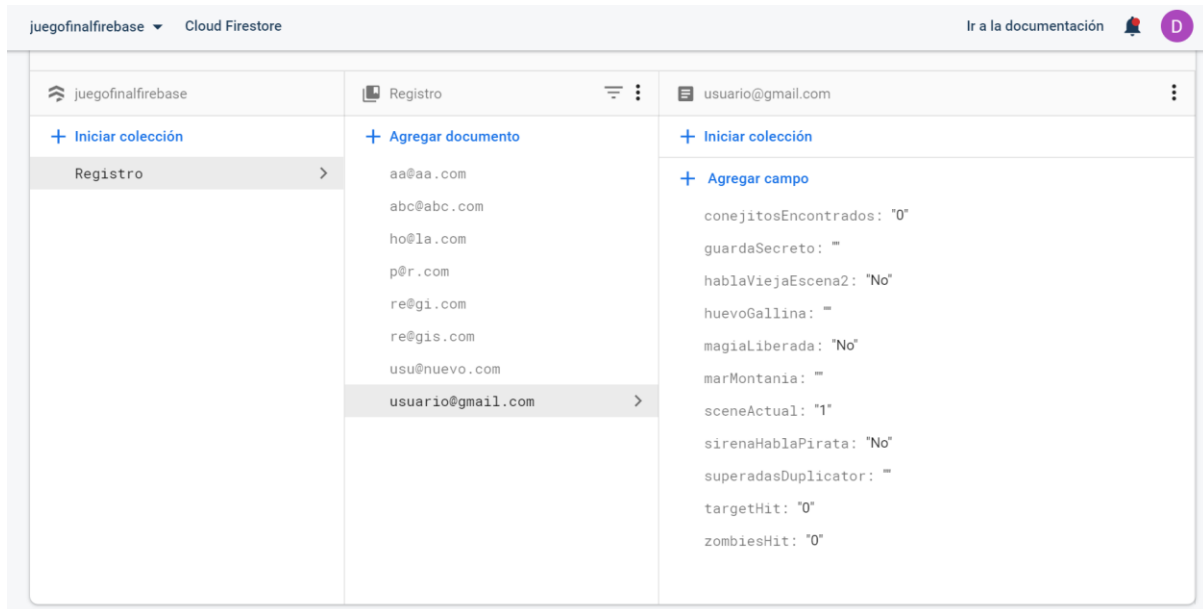 juegofinalfirebase Cloud Firestore Ir a la documentación D
juegofinalfirebase Registro usuario@gmail.com
+ Iniciar colección + Agregar documento + Iniciar colección
Registro
aa@aa.com
abc@abc.com
ho@la.com
p@r.com
re@gi.com
re@gis.com
usu@nuevo.com
usuario@gmail.com
+ Agregar campo
conejitosEncontrados: "0"
guardaSecreto: ""
hablaViejaEscena2: "No"
huevoGallina: ""
magiaLiberada: "No"
marMontania: ""
sceneActual: "1"
sirenaHablaPirata: "No"
superadasDuplicator: ""
targetHit: "0"
zombiesHit: "0"